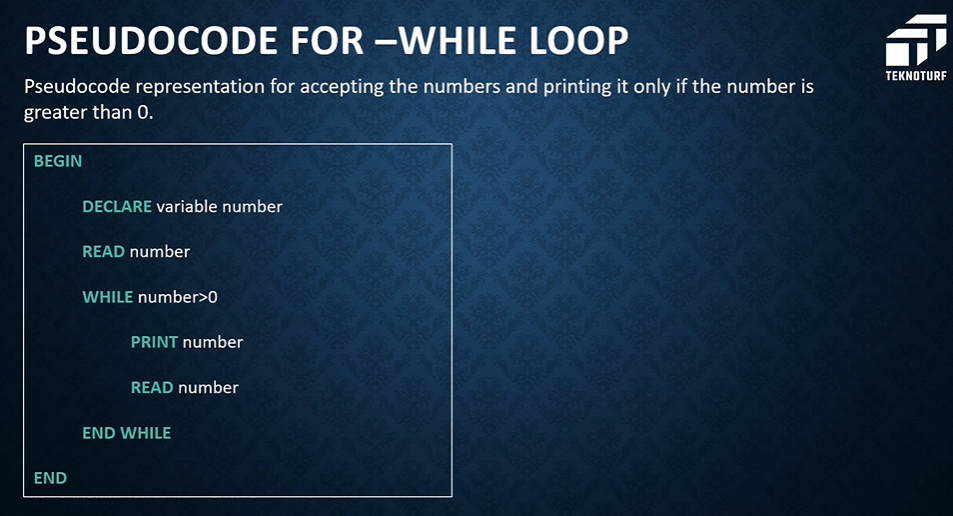 PSEUDOCODE FOR –WHILE LOOP
TEKNOTURF
Pseudocode representation for accepting the numbers and printing it only if the number is
greater than 0.
BEGIN
DECLARE variable number
READ number
WHILE number>0
PRINT number
READ number
END WHILE
END